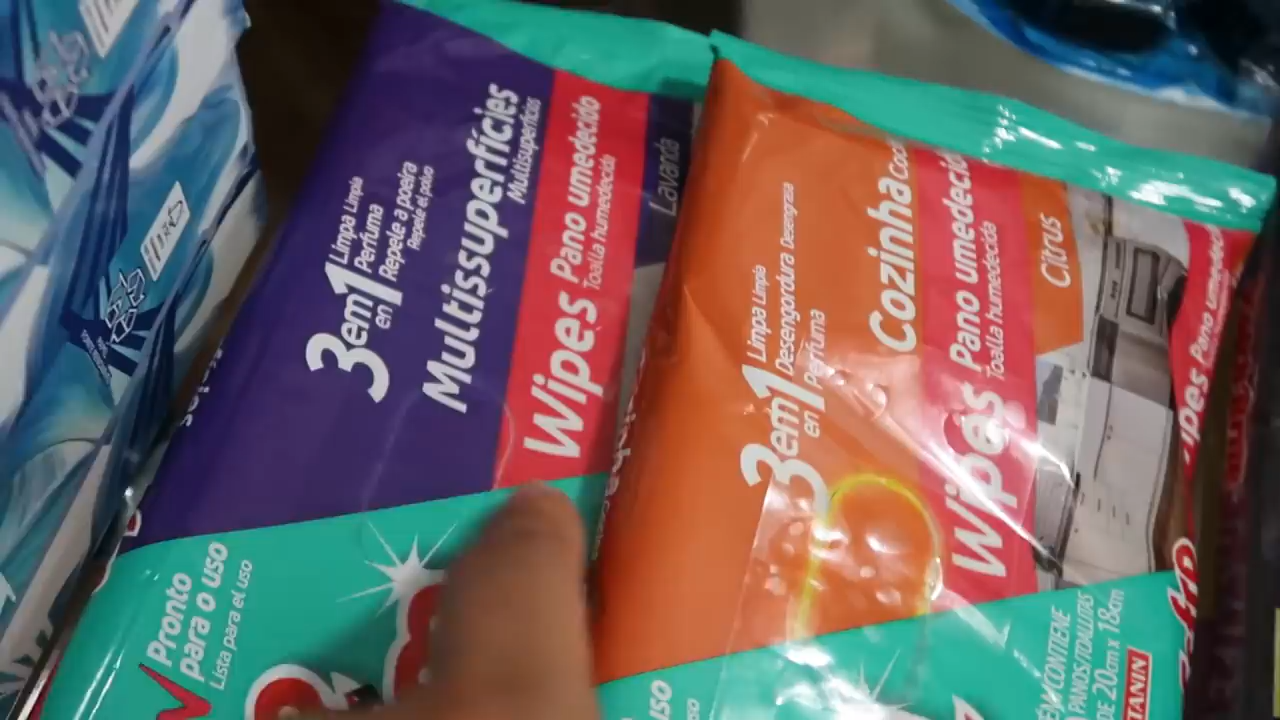 3em1
en
Limpa Limpia
Perfuma
Repele a poeira
Repele el polvo
Multissuperfícies
Multisuperficies
Wipes Pano umedecido
Toalla humedecida
Lavanda
Pronto
para o uso
Lista para el uso
3em1
en
Limpa Limpia
Desengordura Desengrasa
Perfuma
Cozinha
Wipes Pano umedecido
Toalla humedecida
Citrus
Pano
CONTIENE
PANOS/TOALLITAS
DE 20cm x 18cm